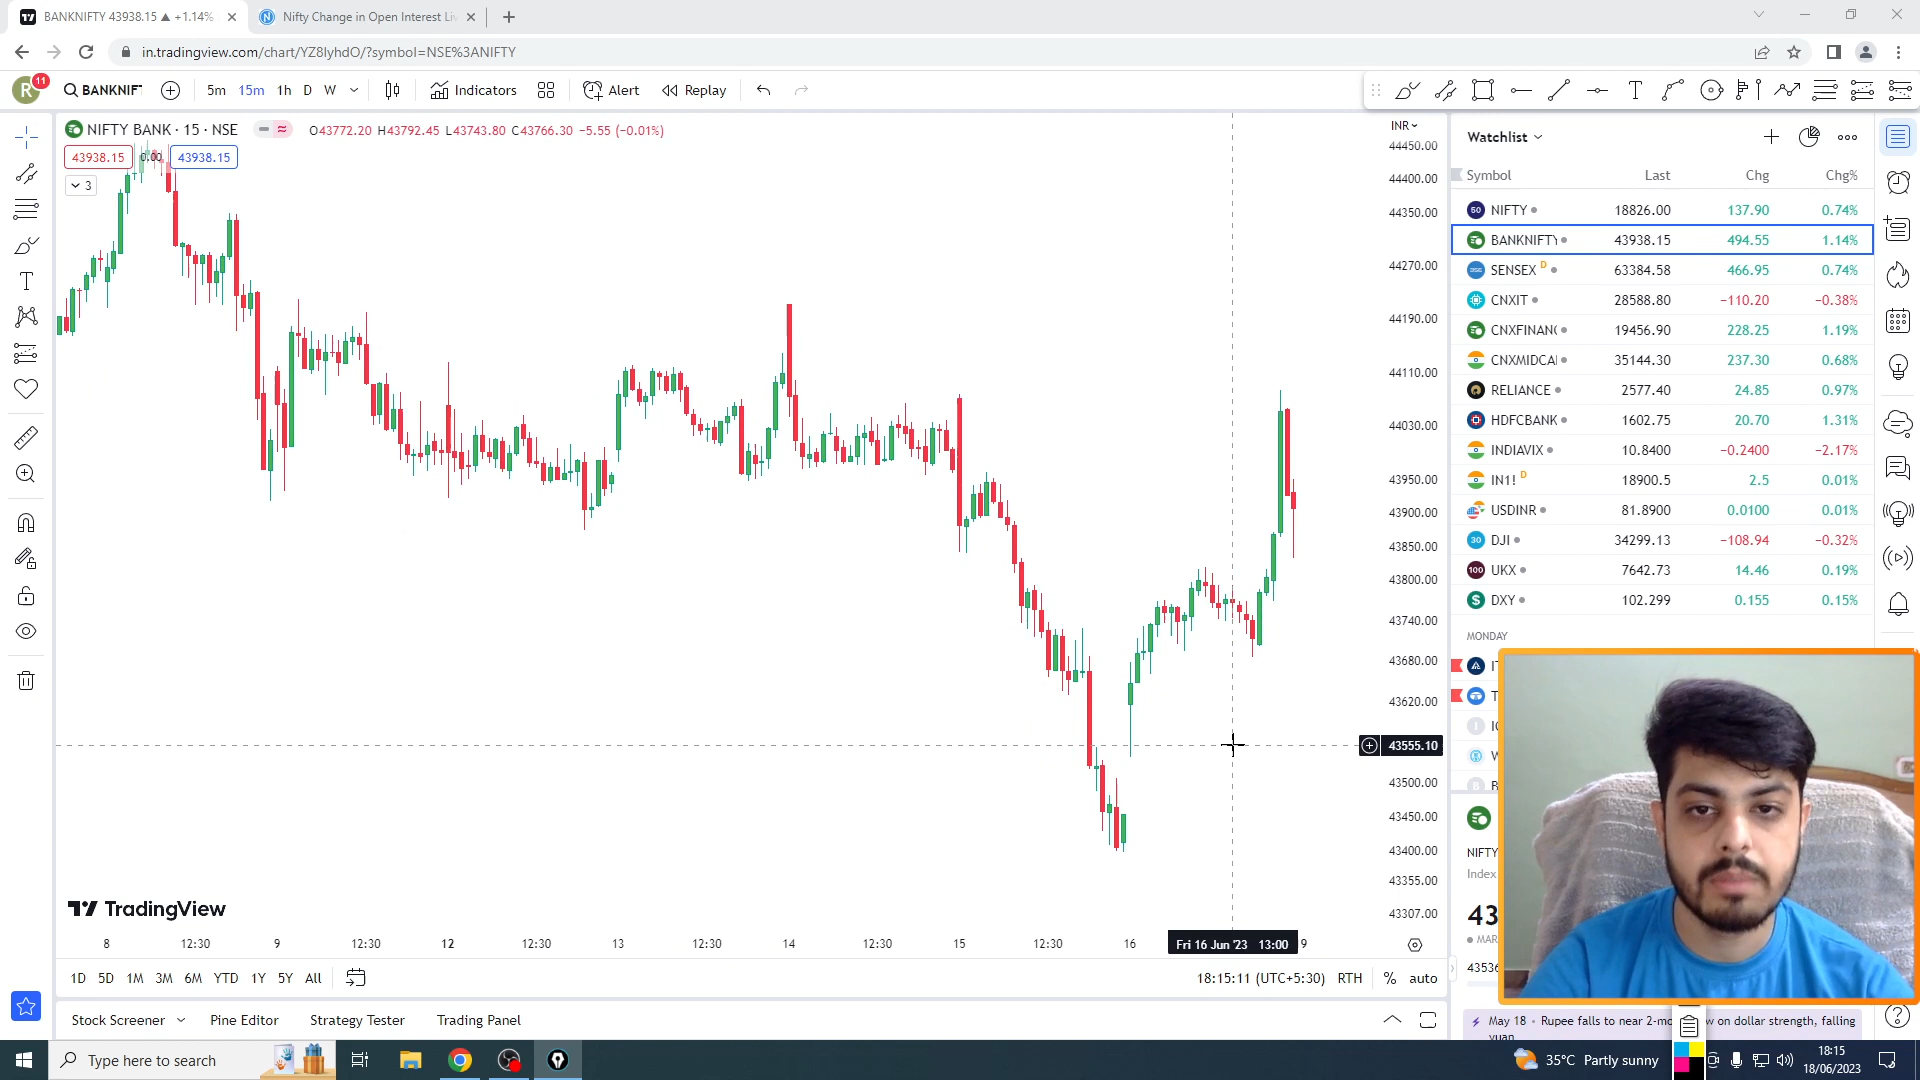 BANKNIFTY 43938.15 ▲ +1.14%
Nifty Change in Open Interest Liv
in.tradingview.com/chart/YZ8IyhdO/?symbol=NSE%3ANIFTY
R 11 BANKNIF 5m 15m 1h D W Indicators Alert Replay
NIFTY BANK · 15 · NSE O43772.20 H43792.45 L43743.80 C43766.30 −5.55 (−0.01%)
43938.15 0.00 43938.15
3
INR
44450.00
44400.00
44350.00
44270.00
44190.00
44110.00
44030.00
43950.00
43900.00
43850.00
43800.00
43740.00
43680.00
43620.00
43555.10
43500.00
43450.00
43400.00
43355.00
43307.00
TradingView
8 12:30 9 12:30 12 12:30 13 12:30 14 12:30 15 12:30 16 Fri 16 Jun '23 13:00 9
1D 5D 1M 3M 6M YTD 1Y 5Y All 18:15:11 (UTC+5:30) RTH % auto
Stock Screener Pine Editor Strategy Tester Trading Panel
Watchlist
Symbol Last Chg Chg%
50 NIFTY 18826.00 137.90 0.74%
BANKNIFTY 43938.15 494.55 1.14%
SENSEX D 63384.58 466.95 0.74%
CNXIT 28588.80 −110.20 −0.38%
CNXFINAN 19456.90 228.25 1.19%
CNXMIDCA 35144.30 237.30 0.68%
RELIANCE 2577.40 24.85 0.97%
HDFCBANK 1602.75 20.70 1.31%
INDIAVIX 10.8400 −0.2400 −2.17%
IN1! D 18900.5 2.5 0.01%
USDINR 81.8900 0.0100 0.01%
30 DJI 34299.13 −108.94 −0.32%
100 UKX 7642.73 14.46 0.19%
DXY 102.299 0.155 0.15%
MONDAY
NIFTY
Index
43
MAR
43536
May 18 • Rupee falls to near 2-mo w on dollar strength, falling
yuan
Type here to search
35°C Partly sunny
18:15
18/06/2023